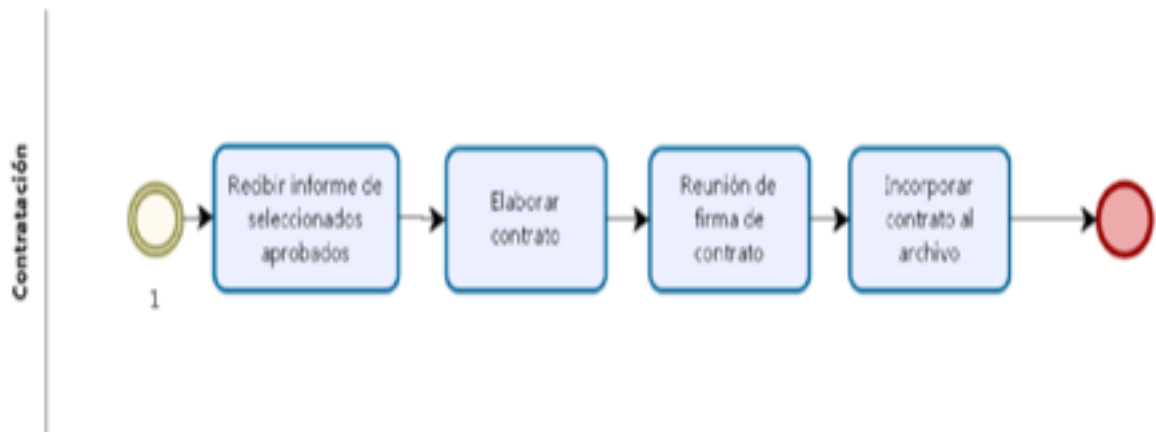 Contratación
1
Recibir informe de
seleccionados
aprobados
Elaborar
contrato
Reunión de
firma de
contrato
Incorporar
contrato al
archivo